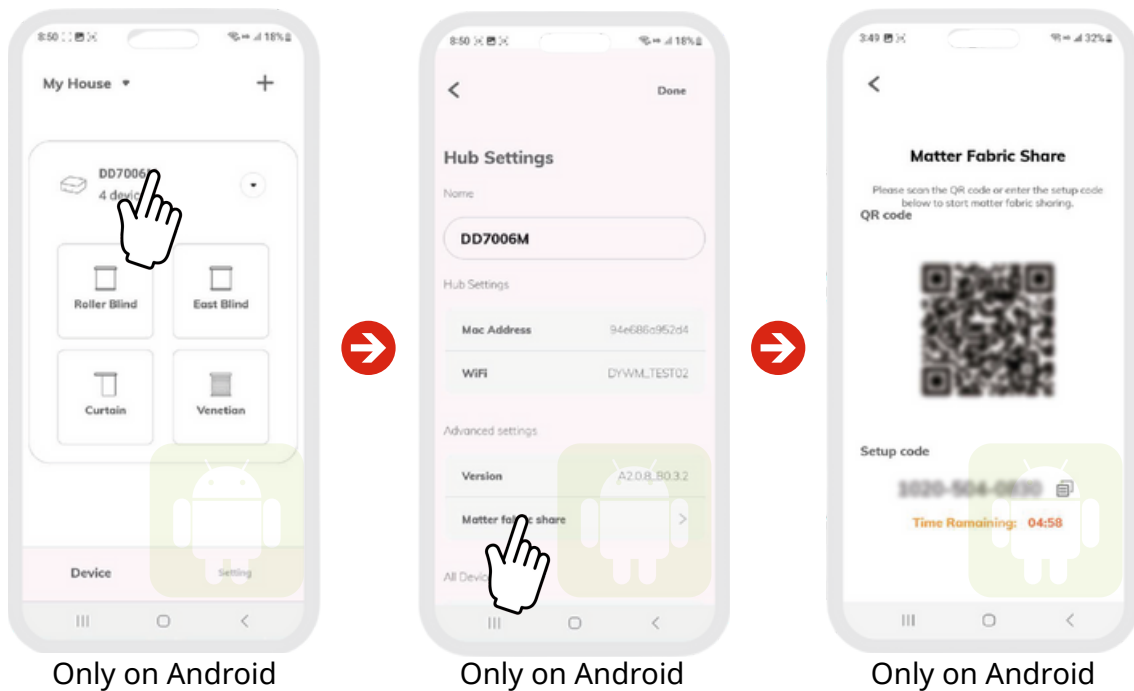 8:50
18%
My House
+
DD7006
4 devic
Roller Blind
East Blind
Curtain
Venetian
Device
Setting
Only on Android
8:50
18%
Done
Hub Settings
Name
DD7006M
Hub Settings
Mac Address
WiFi DYWM_TEST02
Advanced settings
Version A2.0.8_B0.3.2
Matter fabric share
All Devic
Only on Android
3:49
32%
Matter Fabric Share
Please scan the QR code or enter the setup code
below to start matter fabric sharing.
QR code
Setup code
Time Remaining: 04:58
Only on Android